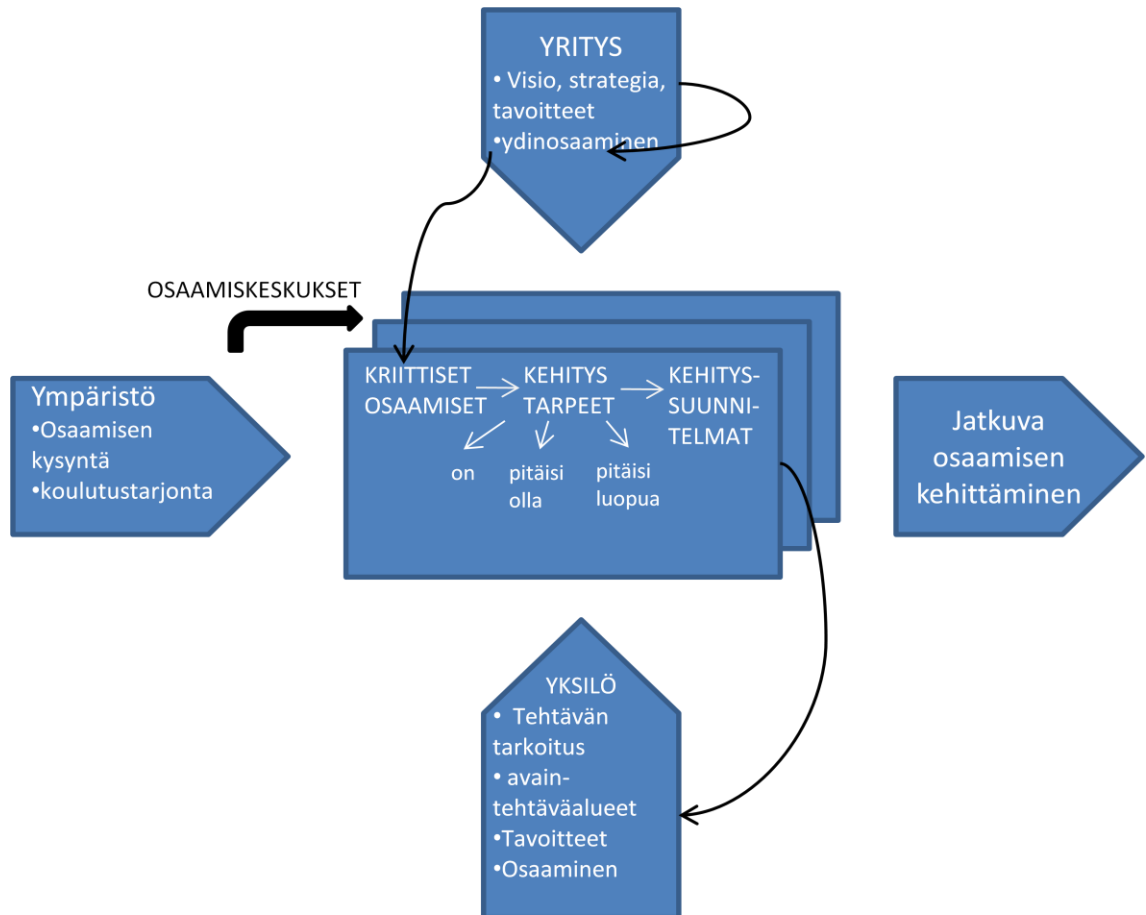 YRITYS
• Visio, strategia,
tavoitteet
•ydinosaaminen
OSAAMISKESKUKSET
Ympäristö
•Osaamisen
kysyntä
•koulutustarjonta
KRIITTISET
OSAAMISET
KEHITYS
TARPEET
KEHITYS-
SUUNNI-
TELMAT
on
pitäisi
olla
pitäisi
luopua
Jatkuva
osaamisen
kehittäminen
YKSILÖ
• Tehtävän
tarkoitus
• avain-
tehtäväalueet
•Tavoitteet
•Osaaminen